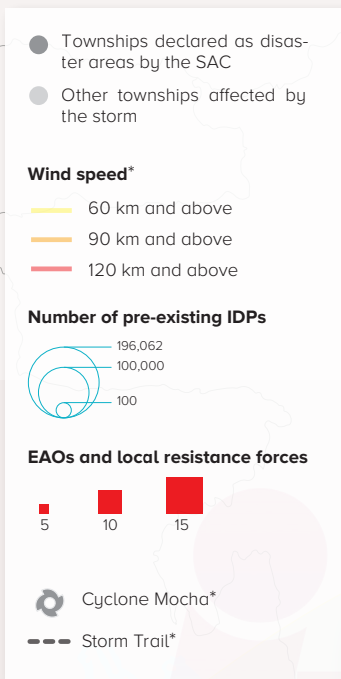 Townships declared as disas-
ter areas by the SAC
Other townships affected by
the storm
Wind speed*
60 km and above
90 km and above
120 km and above
Number of pre-existing IDPs
196,062
100,000
100
EAOs and local resistance forces
5 10 15
Cyclone Mocha*
Storm Trail*